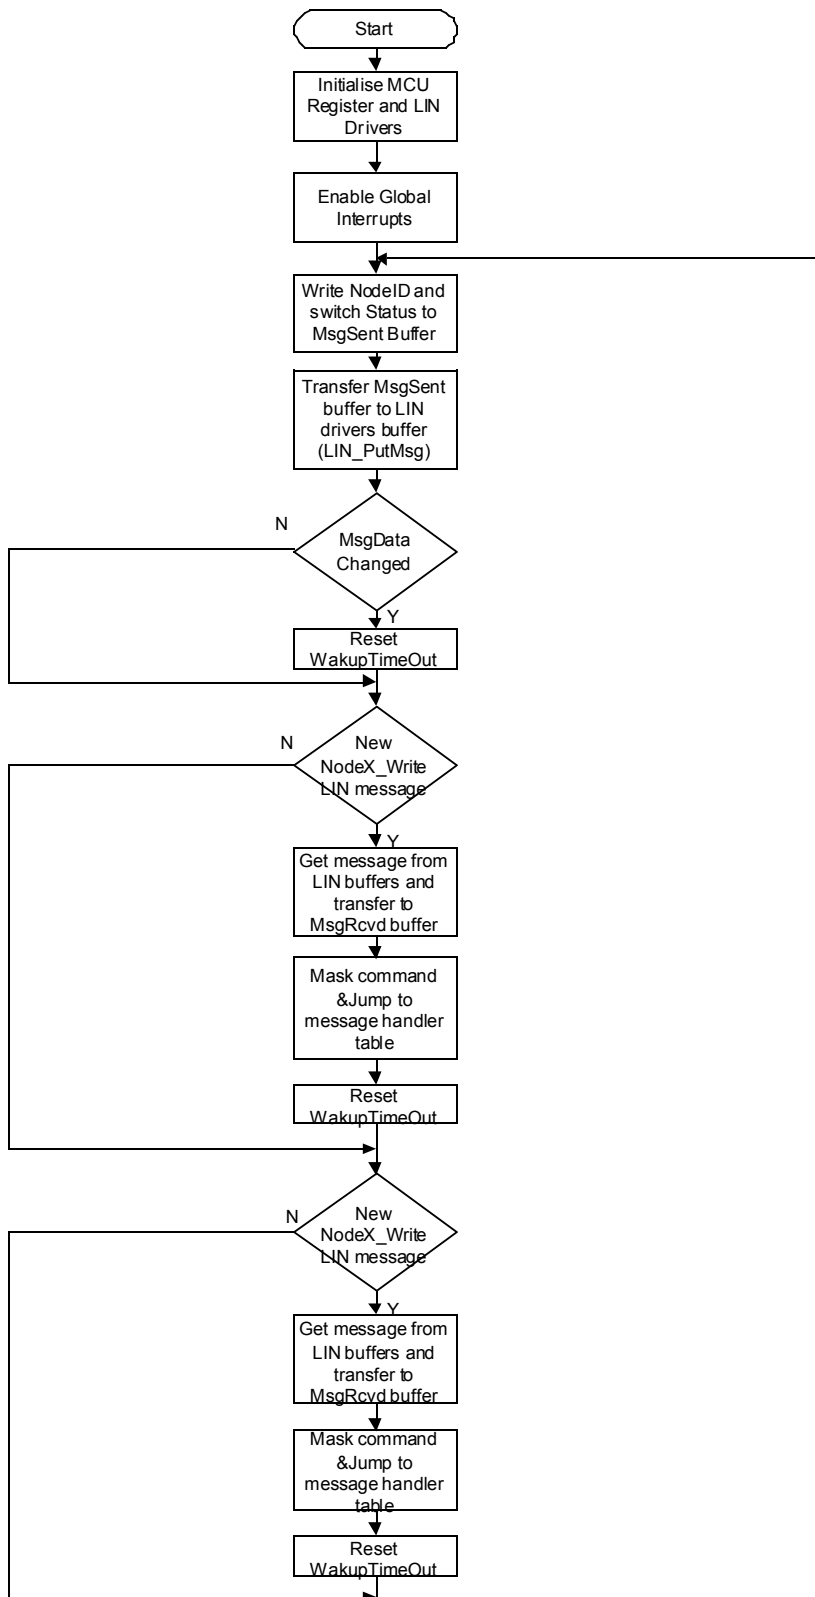 Start
Initialise MCU
Register and LIN
Drivers
Enable Global
Interrupts
Write NodeID and
switch Status to
MsgSent Buffer
Transfer MsgSent
buffer to LIN
drivers buffer
(LIN_PutMsg)
N
MsgData
Changed
Y
Reset
WakupTimeOut
N
New
NodeX_Write
LIN message
Y
Get message from
LIN buffers and
transfer to
MsgRcvd buffer
Mask command
&Jump to
message handler
table
Reset
WakupTimeOut
N
New
NodeX_Write
LIN message
Y
Get message from
LIN buffers and
transfer to
MsgRcvd buffer
Mask command
&Jump to
message handler
table
Reset
WakupTimeOut